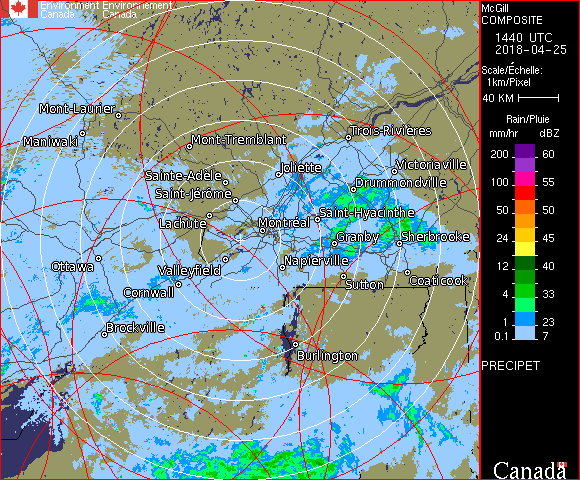 Environment Environnement
Canada Canada
McGill
COMPOSITE
1440 UTC
2018-04-25
Scale/Échelle:
1km/Pixel
40 KM
Rain/Pluie
mm/hr dBZ
200 60
100 55
50 50
24 45
12 40
4 33
1 23
0.1 7
PRECIPET
Canada
Mont-Laurier
Maniwaki
Mont-Tremblant
Trois-Rivières
Joliette
Victoriaville
Sainte-Adèle
Drummondville
Saint-Jérôme
Saint-Hyacinthe
Lachute
Montréal
Granby
Sherbrooke
Ottawa
Valleyfield
Napierville
Cornwall
Sutton
Coaticook
Brockville
Burlington